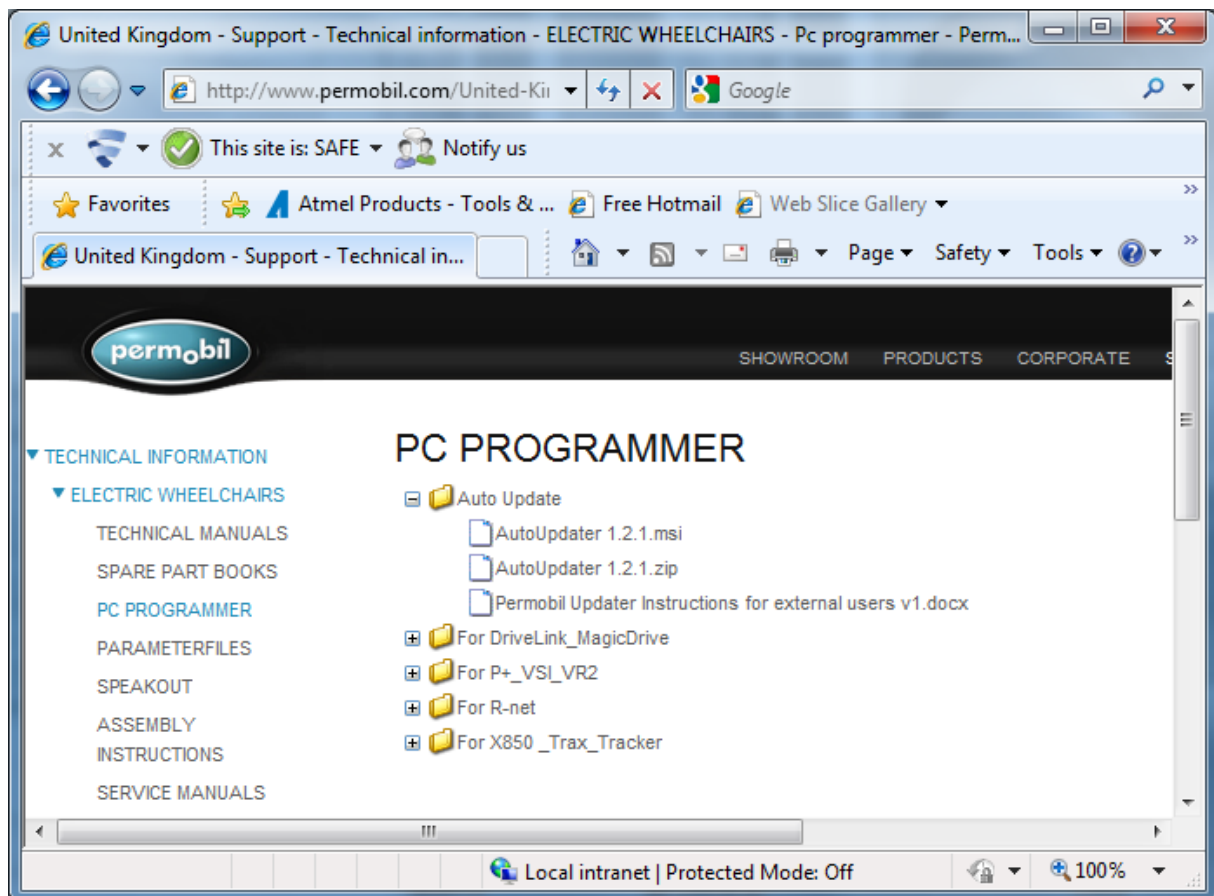 United Kingdom - Support - Technical information - ELECTRIC WHEELCHAIRS - Pc programmer - Perm...
http://www.permobil.com/United-Kin
Google
x This site is: SAFE Notify us
Favorites Atmel Products - Tools & ... Free Hotmail Web Slice Gallery »
United Kingdom - Support - Technical in... Page Safety Tools »
permobil
SHOWROOM PRODUCTS CORPORATE S
PC PROGRAMMER
TECHNICAL INFORMATION
ELECTRIC WHEELCHAIRS
TECHNICAL MANUALS
SPARE PART BOOKS
PC PROGRAMMER
PARAMETERFILES
SPEAKOUT
ASSEMBLY
INSTRUCTIONS
SERVICE MANUALS
Auto Update
AutoUpdater 1.2.1.msi
AutoUpdater 1.2.1.zip
Permobil Updater Instructions for external users v1.docx
For DriveLink_MagicDrive
For P+_VSI_VR2
For R-net
For X850 _Trax_Tracker
Local intranet | Protected Mode: Off 100%